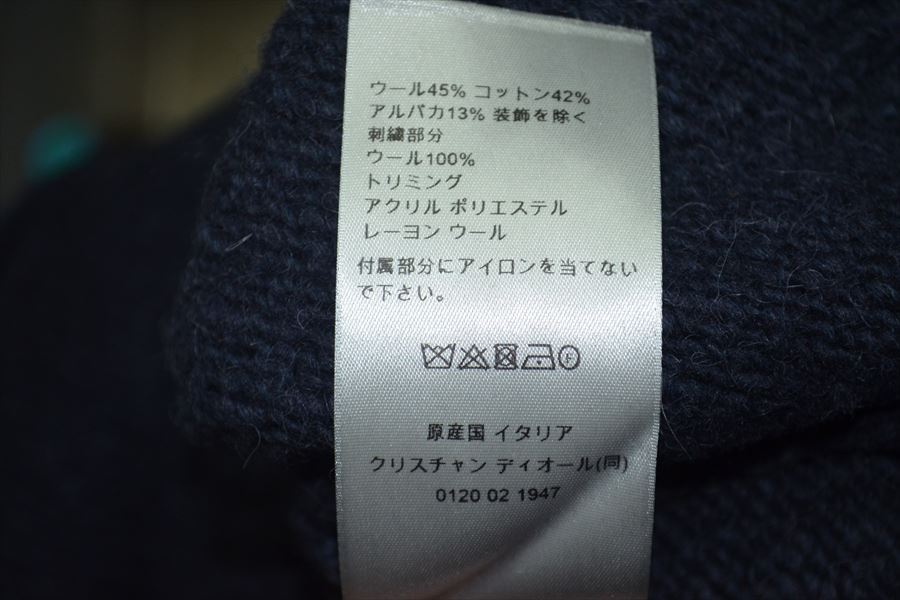 ウール45% コットン42%
アルパカ13% 装飾を除く
刺繍部分
ウール100%
トリミング
アクリル ポリエステル
レーヨン ウール
付属部分にアイロンを当てない
で下さい。
F
原産国 イタリア
クリスチャン ディオール(同)
0120 02 1947